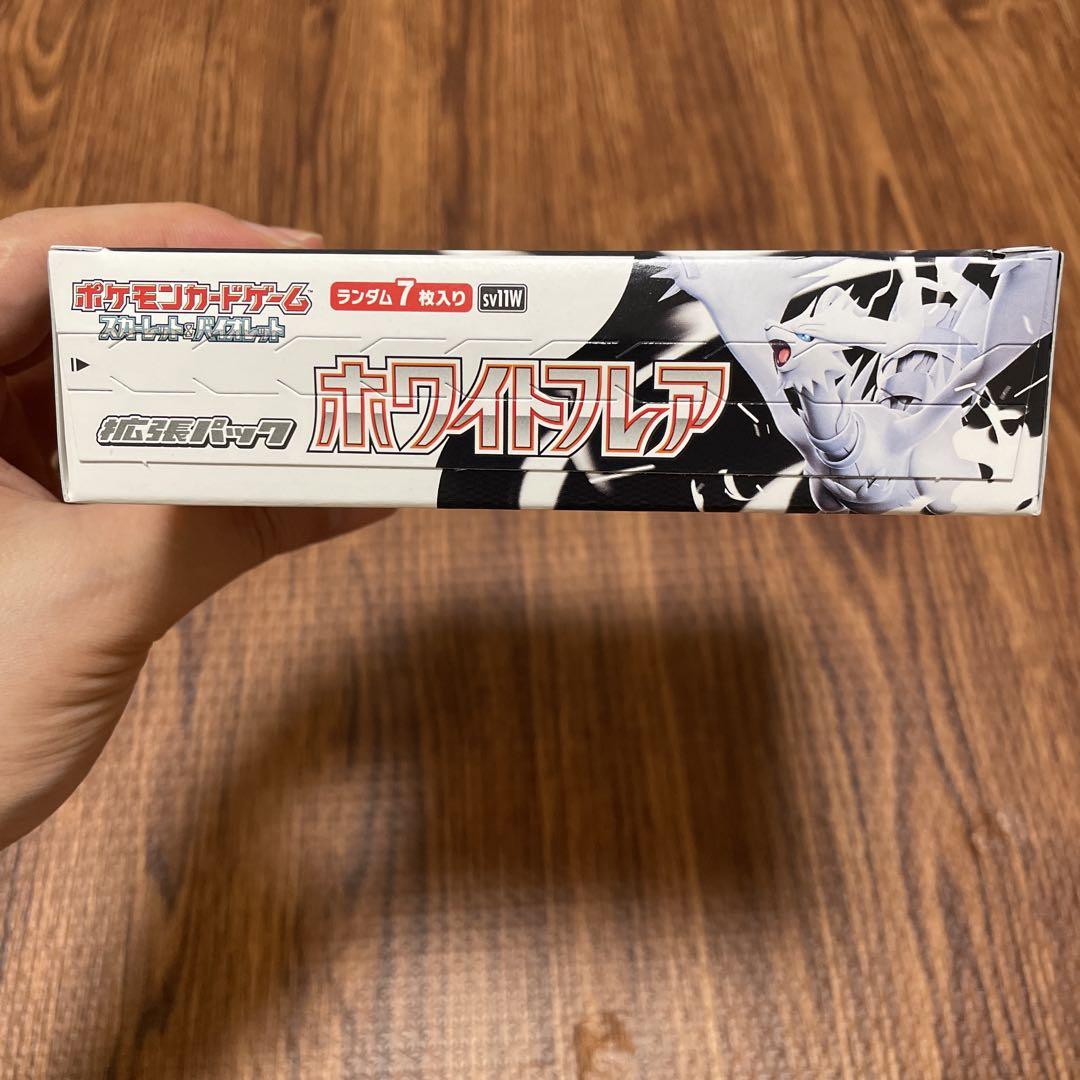 ポケモンカードゲーム™
スカーレット&バイオレット
ランダム7枚入り sv11W
拡張パック ホワイトフレア